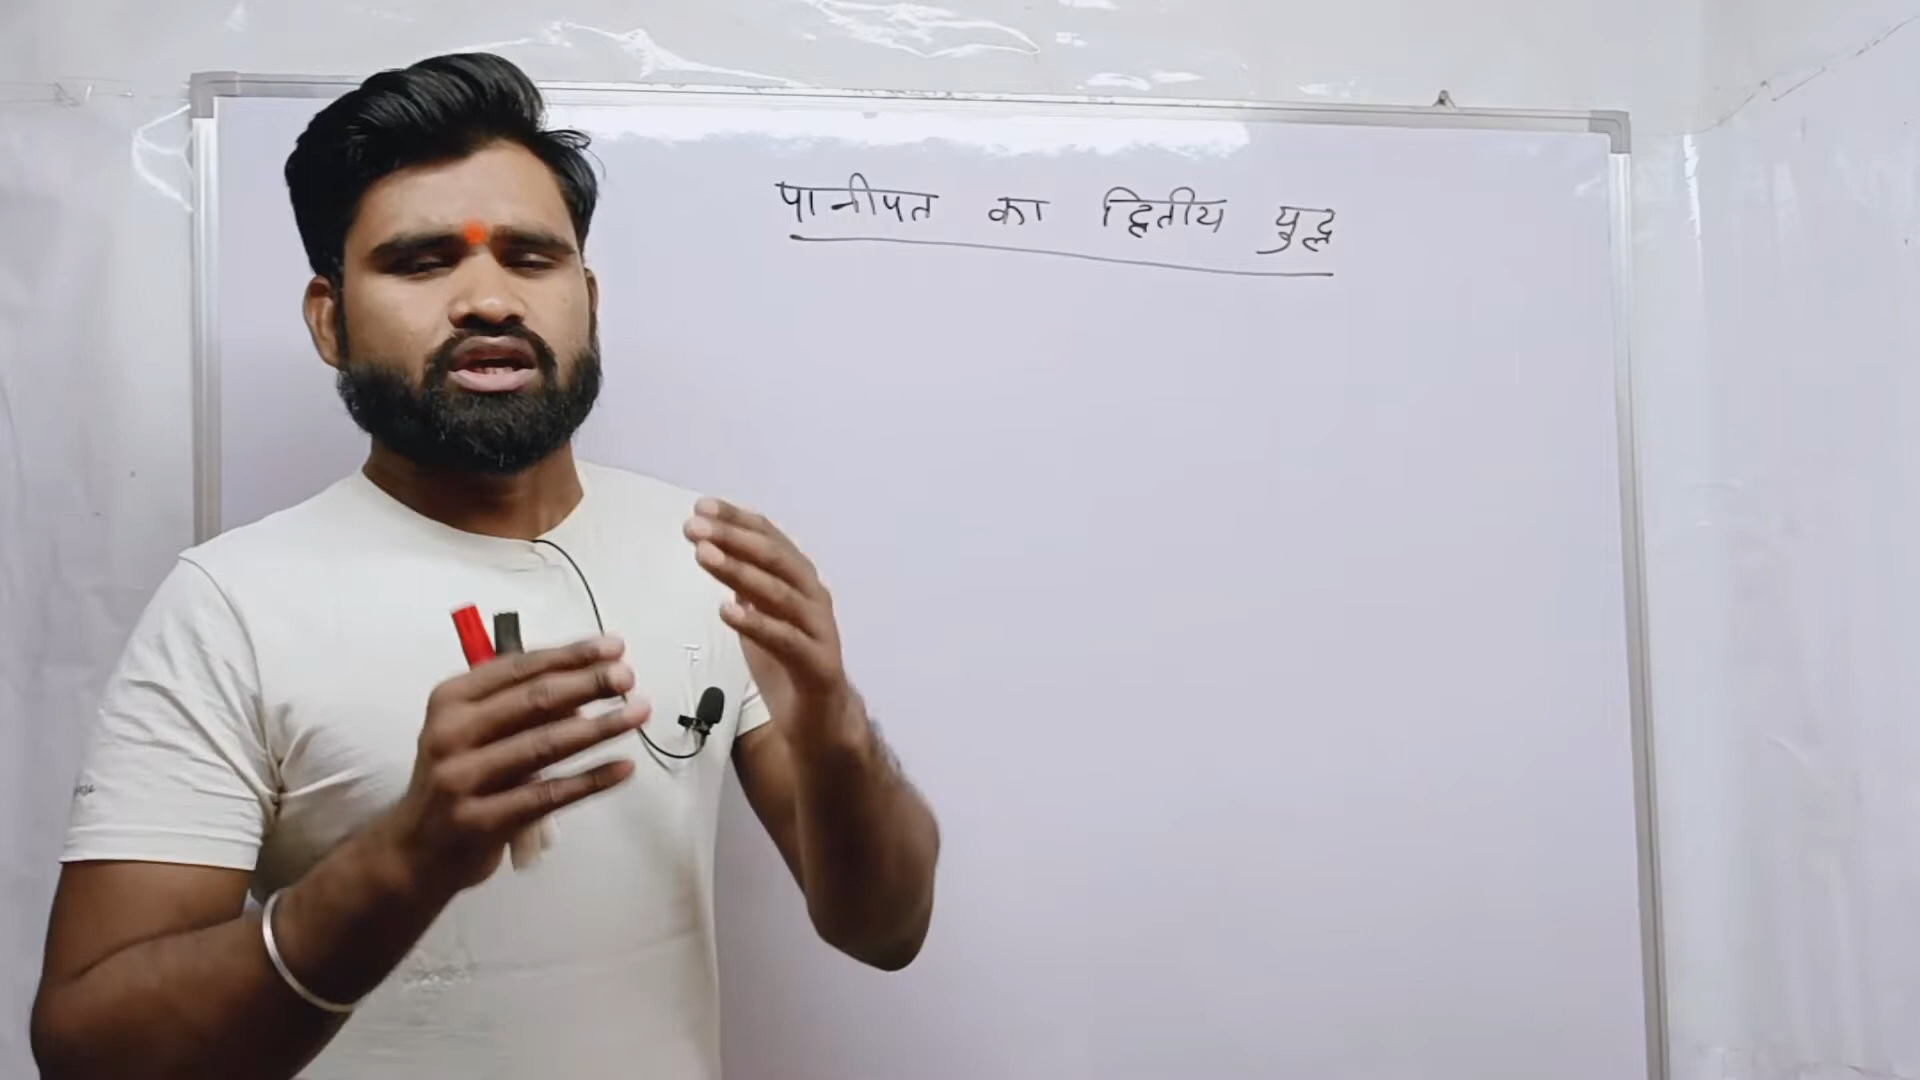 पानीपत का द्वितीय युद्ध